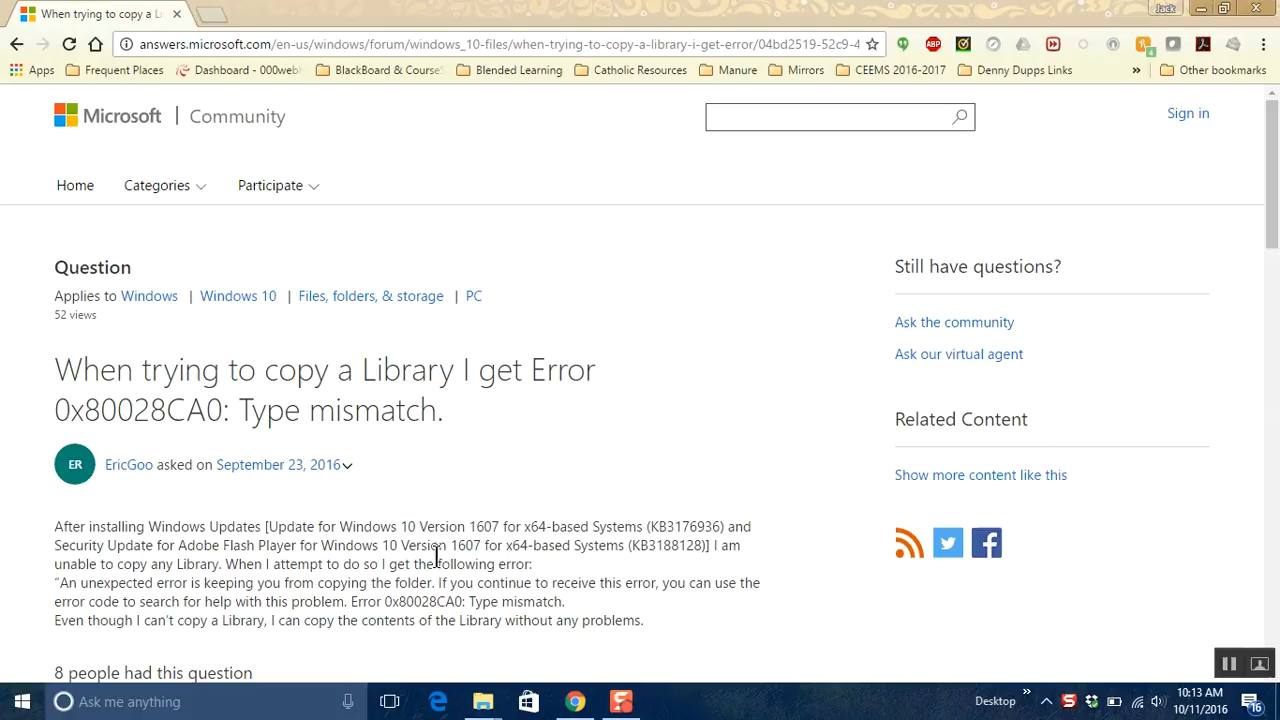 When trying to copy a Li
Jack
answers.microsoft.com/en-us/windows/forum/windows_10-files/when-trying-to-copy-a-library-i-get-error/04bd2519-52c9-4
ABP
4
Apps Frequent Places Dashboard - 000web BlackBoard & Course Blended Learning Catholic Resources Manure Mirrors CEEMS 2016-2017 Denny Dupps Links » Other bookmarks
Microsoft | Community
Sign in
Home Categories Participate
Question
Applies to Windows | Windows 10 | Files, folders, & storage | PC
52 views
When trying to copy a Library I get Error
0x80028CA0: Type mismatch.
ER
EricGoo asked on September 23, 2016
After installing Windows Updates [Update for Windows 10 Version 1607 for x64-based Systems (KB3176936) and
Security Update for Adobe Flash Player for Windows 10 Version 1607 for x64-based Systems (KB3188128)] I am
unable to copy any Library. When I attempt to do so I get the following error:
"An unexpected error is keeping you from copying the folder. If you continue to receive this error, you can use the
error code to search for help with this problem. Error 0x80028CA0: Type mismatch.
Even though I can't copy a Library, I can copy the contents of the Library without any problems.
8 people had this question
Still have questions?
Ask the community
Ask our virtual agent
Related Content
Show more content like this
Ask me anything
Desktop »
10:13 AM
10/11/2016
16